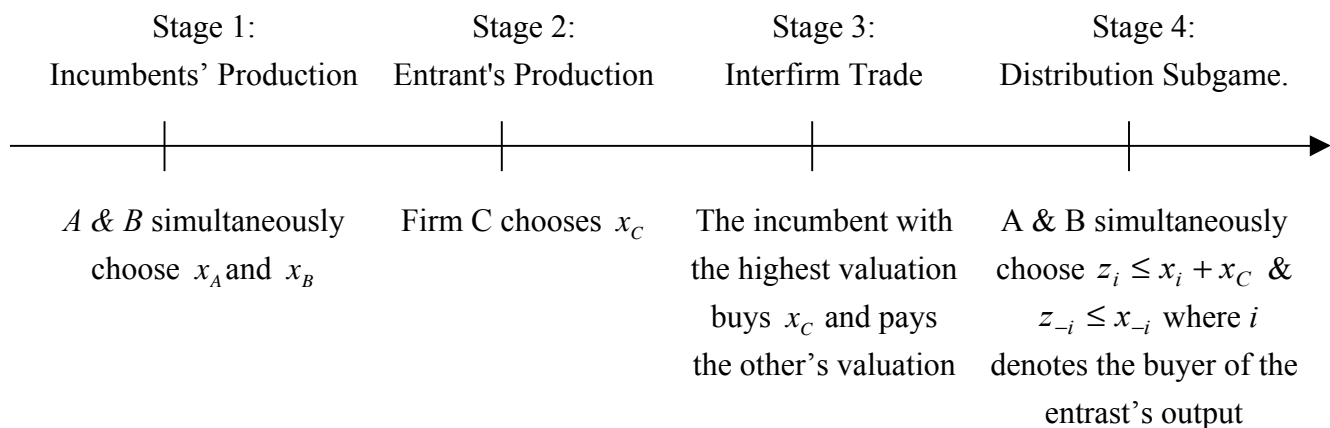 Stage 1:
Incumbents' Production
Stage 2:
Entrant's Production
Stage 3:
Interfirm Trade
Stage 4:
Distribution Subgame.
A & B simultaneously
choose x_A and x_B
Firm C chooses x_C
The incumbent with
the highest valuation
buys x_C and pays
the other's valuation
A & B simultaneously
choose z_i ≤ x_i + x_C &
z_{-i} ≤ x_{-i} where i
denotes the buyer of the
entrast's output